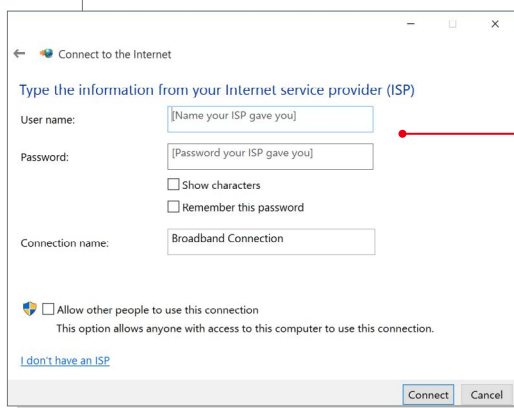 Connect to the Internet
Type the information from your Internet service provider (ISP)
User name:
[Name your ISP gave you]
Password:
[Password your ISP gave you]
Show characters
Remember this password
Connection name:
Broadband Connection
Allow other people to use this connection
This option allows anyone with access to this computer to use this connection.
I don't have an ISP
Connect
Cancel